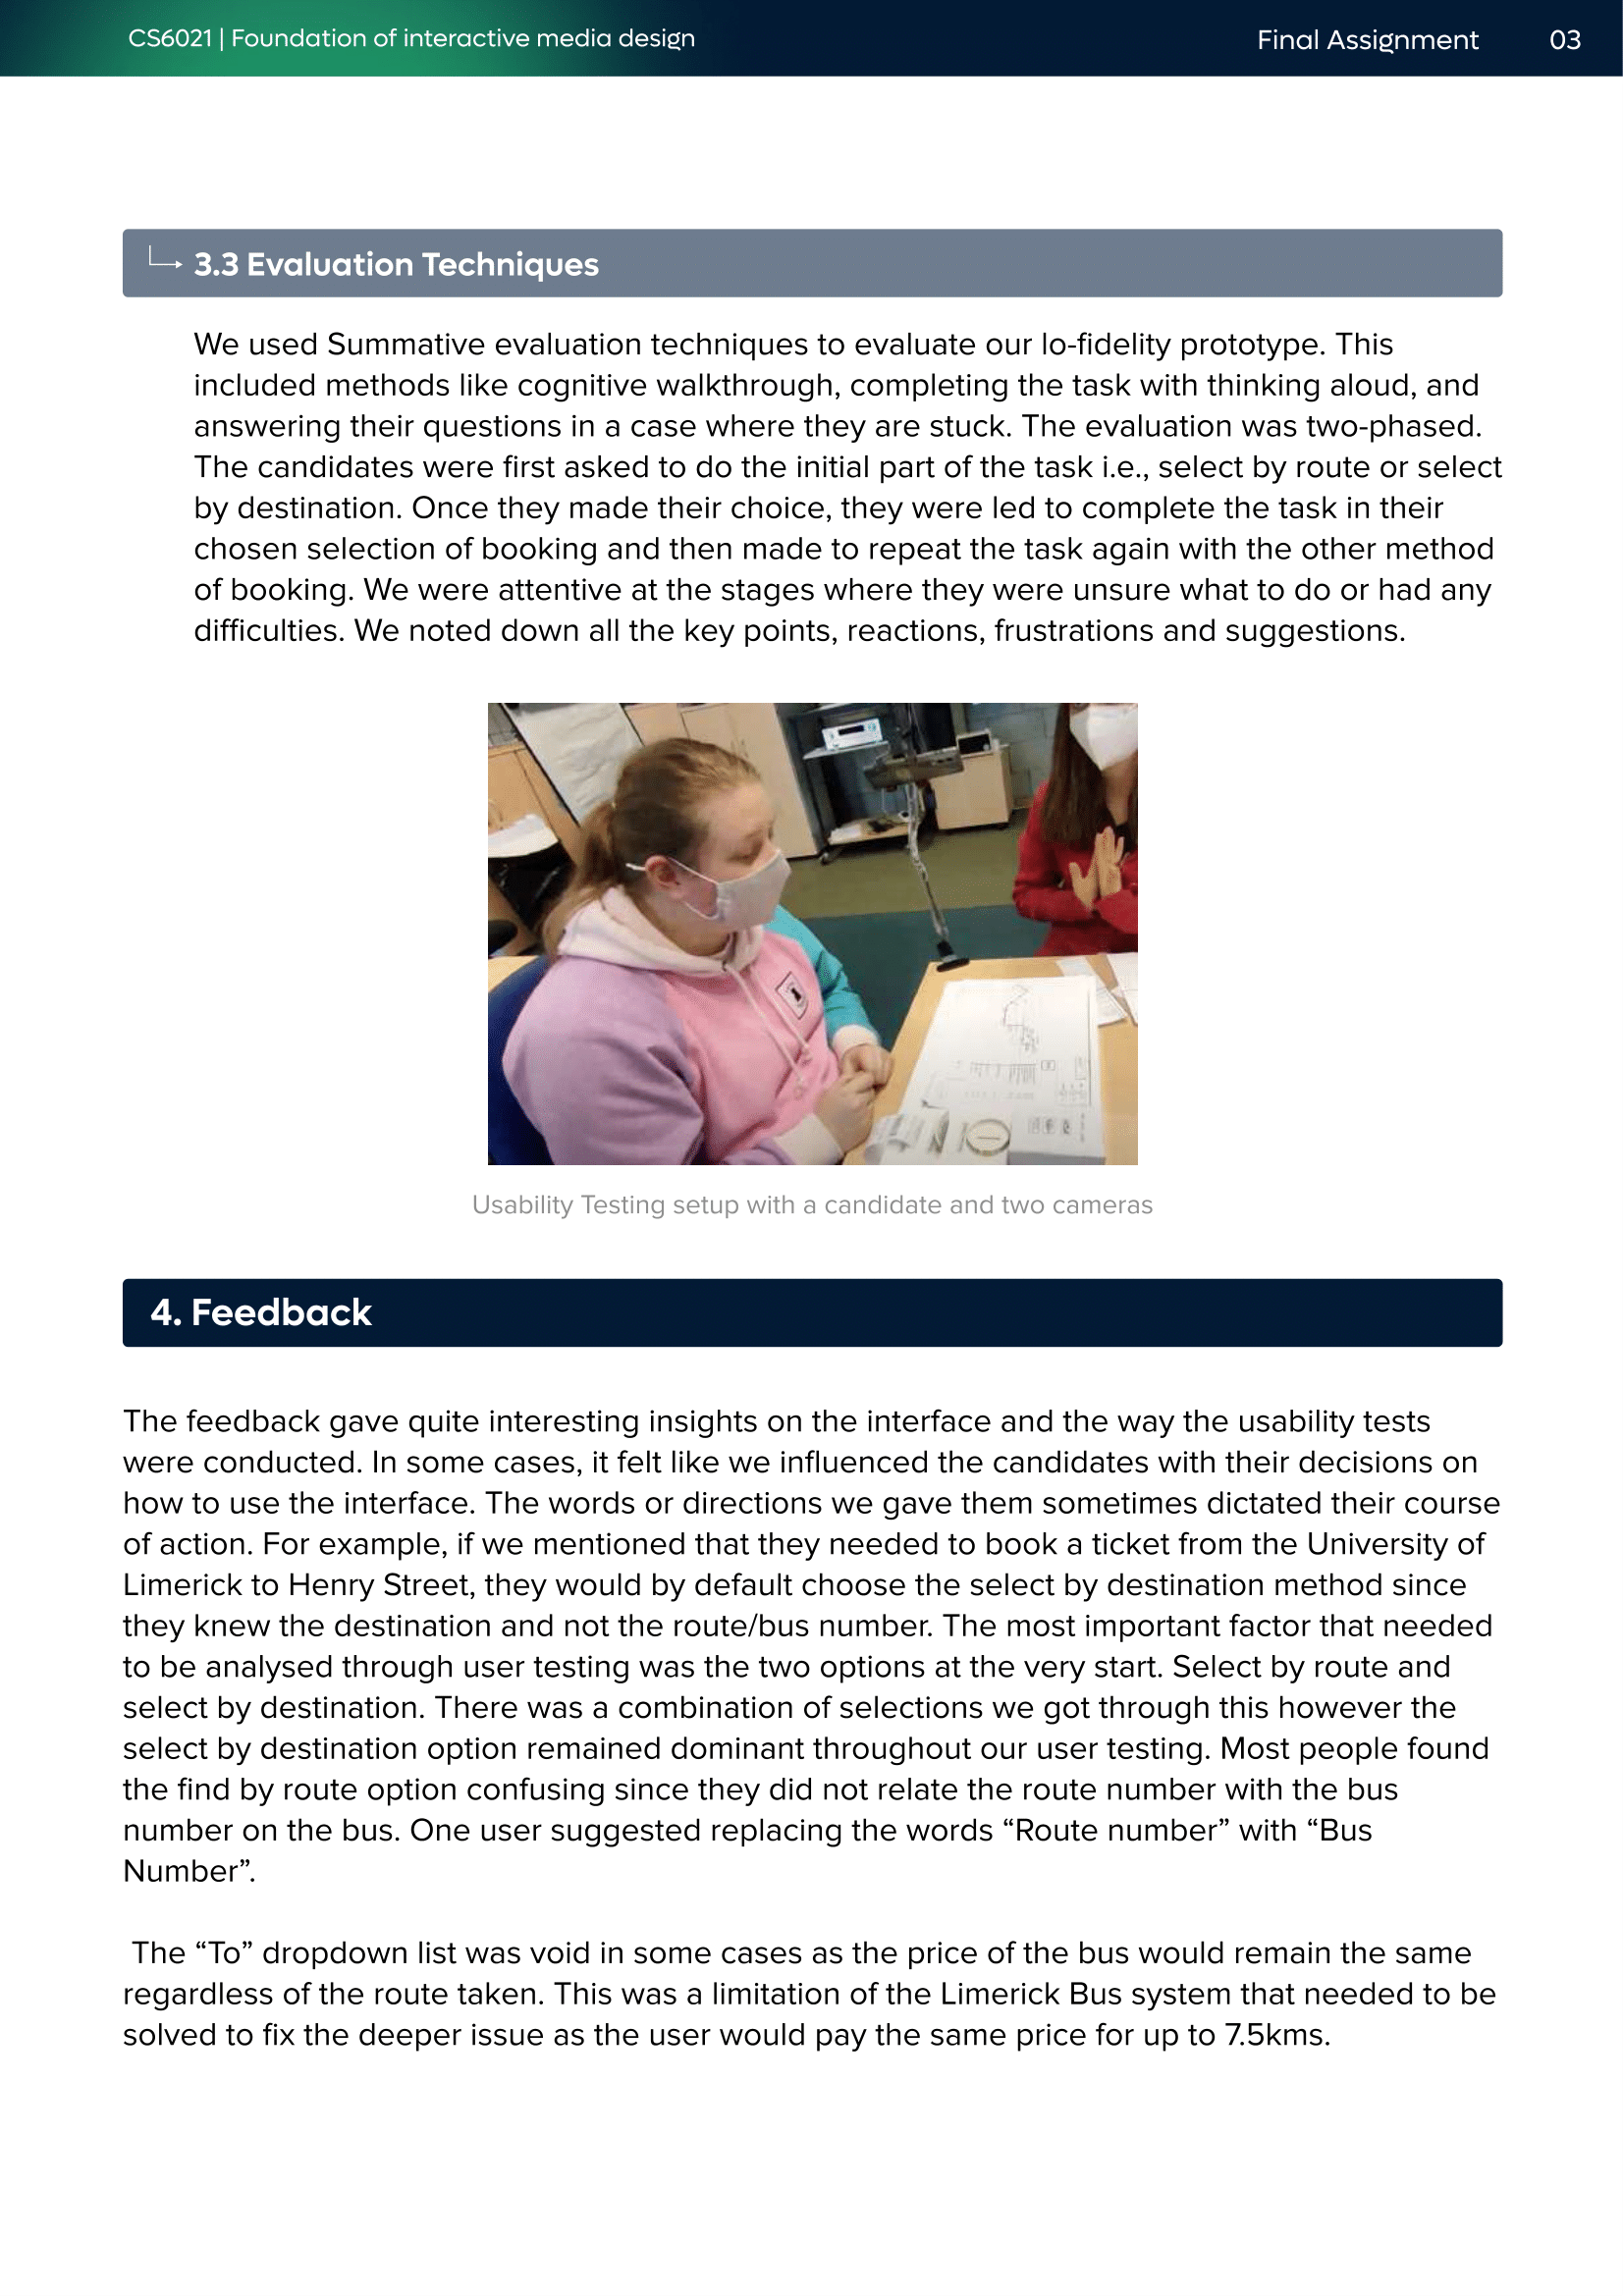 CS6021 | Foundation of interactive media design
Final Assignment
03
3.3 Evaluation Techniques
We used Summative evaluation techniques to evaluate our lo-fidelity prototype. This
included methods like cognitive walkthrough, completing the task with thinking aloud, and
answering their questions in a case where they are stuck. The evaluation was two-phased.
The candidates were first asked to do the initial part of the task i.e., select by route or select
by destination. Once they made their choice, they were led to complete the task in their
chosen selection of booking and then made to repeat the task again with the other method
of booking. We were attentive at the stages where they were unsure what to do or had any
difficulties. We noted down all the key points, reactions, frustrations and suggestions.
Usability Testing setup with a candidate and two cameras
4. Feedback
The feedback gave quite interesting insights on the interface and the way the usability tests
were conducted. In some cases, it felt like we influenced the candidates with their decisions on
how to use the interface. The words or directions we gave them sometimes dictated their course
of action. For example, if we mentioned that they needed to book a ticket from the University of
Limerick to Henry Street, they would by default choose the select by destination method since
they knew the destination and not the route/bus number. The most important factor that needed
to be analysed through user testing was the two options at the very start. Select by route and
select by destination. There was a combination of selections we got through this however the
select by destination option remained dominant throughout our user testing. Most people found
the find by route option confusing since they did not relate the route number with the bus
number on the bus. One user suggested replacing the words “Route number” with “Bus
Number”.
The “To” dropdown list was void in some cases as the price of the bus would remain the same
regardless of the route taken. This was a limitation of the Limerick Bus system that needed to be
solved to fix the deeper issue as the user would pay the same price for up to 7.5kms.